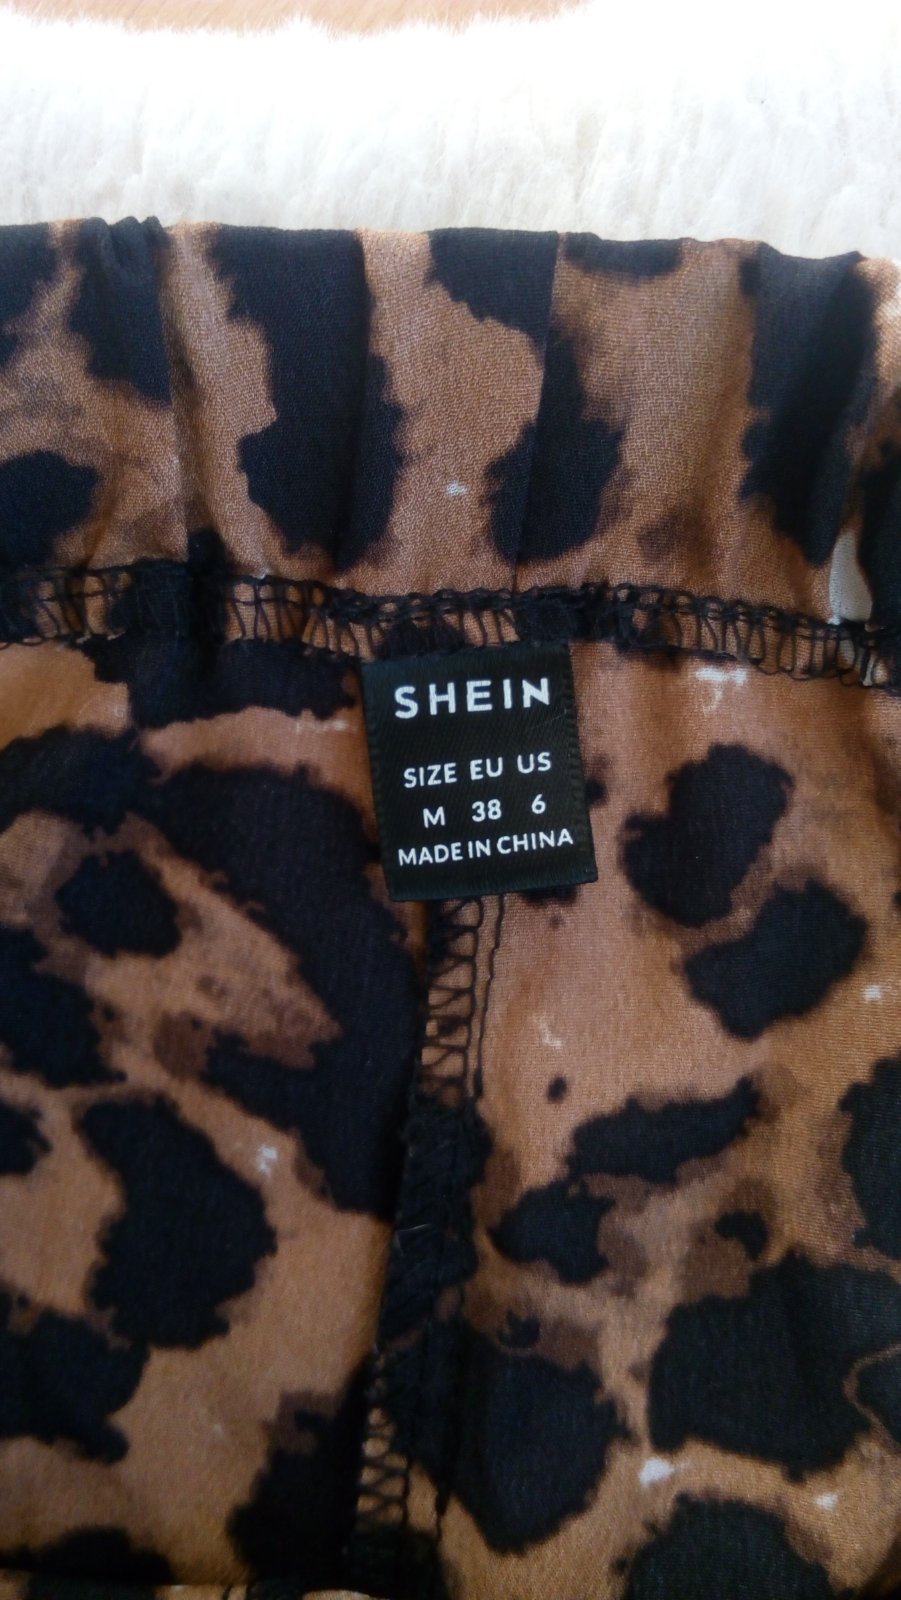 SHEIN
SIZE EU US
M 38 6
MADE IN CHINA